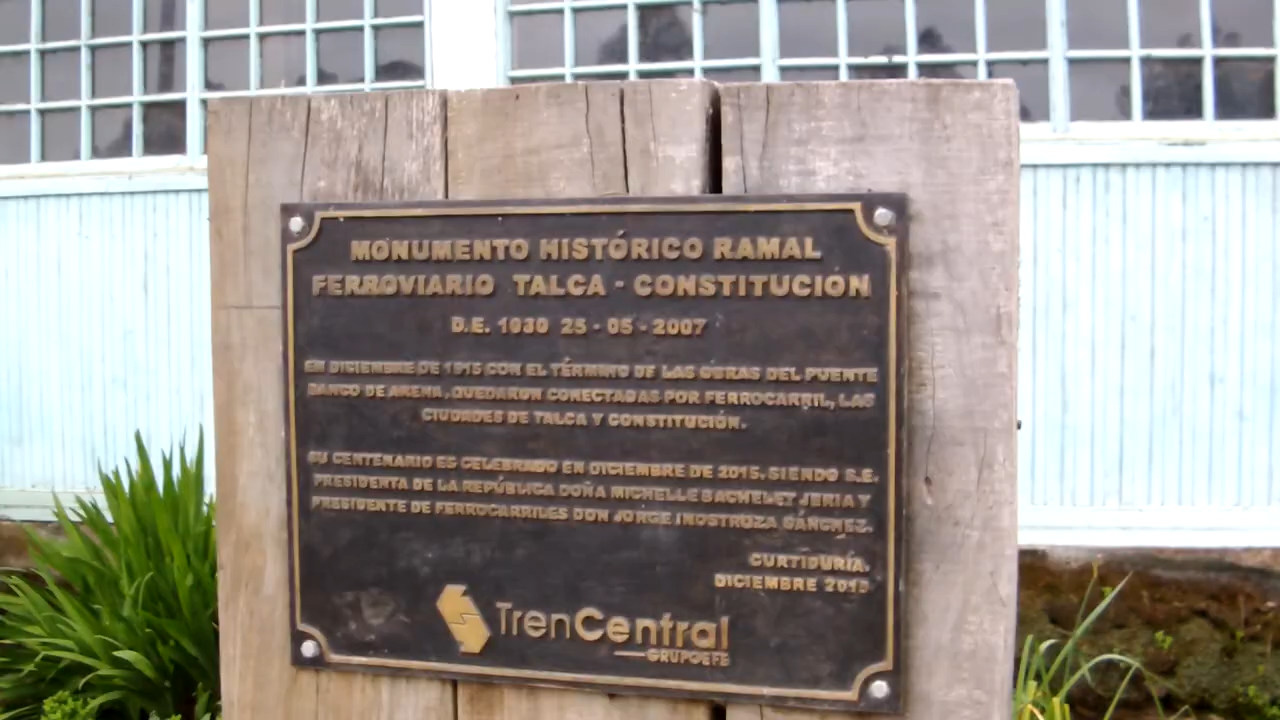 MONUMENTO HISTÓRICO RAMAL
FERROVIARIO TALCA - CONSTITUCIÓN
D.E. 1030 25 - 05 - 2007
EN DICIEMBRE DE 1915 CON EL TÉRMINO DE LAS OBRAS DEL PUENTE
BANCO DE ARENA, QUEDARON CONECTADAS POR FERROCARRIL, LAS
CIUDADES DE TALCA Y CONSTITUCIÓN.
SU CENTENARIO ES CELEBRADO EN DICIEMBRE DE 2015, SIENDO S.E.
PRESIDENTA DE LA REPÚBLICA DOÑA MICHELLE BACHELET JERIA Y
PRESIDENTE DE FERROCARRILES DON JORGE INOSTROZA SÁNCHEZ.
CURTIDURÍA.
DICIEMBRE 2015
TrenCentral
GRUPOEFE